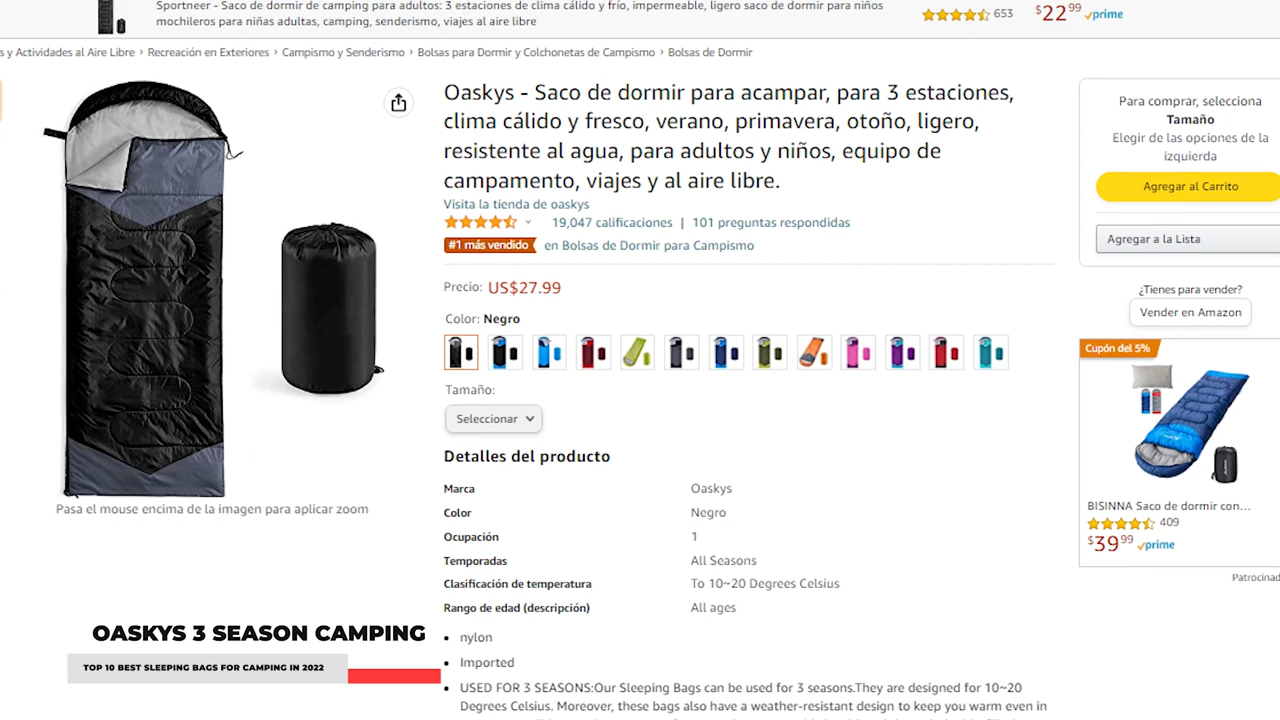 Sportneer - Saco de dormir de camping para adultos: 3 estaciones de clima cálido y frío, impermeable, ligero saco de dormir para niños
mochileros para niñas adultas, camping, senderismo, viajes al aire libre
653
$22.99 prime
s y Actividades al Aire Libre › Recreación en Exteriores › Campismo y Senderismo › Bolsas para Dormir y Colchonetas de Campismo › Bolsas de Dormir
Oaskys - Saco de dormir para acampar, para 3 estaciones,
clima cálido y fresco, verano, primavera, otoño, ligero,
resistente al agua, para adultos y niños, equipo de
campamento, viajes y al aire libre.
Visita la tienda de oaskys
19,047 calificaciones | 101 preguntas respondidas
#1 más vendido en Bolsas de Dormir para Campismo
Precio: US$27.99
Color: Negro
Tamaño:
Seleccionar
Detalles del producto
Marca Oaskys
Color Negro
Ocupación 1
Temporadas All Seasons
Clasificación de temperatura To 10~20 Degrees Celsius
Rango de edad (descripción) All ages
• nylon
• Imported
• USED FOR 3 SEASONS:Our Sleeping Bags can be used for 3 seasons.They are designed for 10~20
Degrees Celsius. Moreover, these bags also have a weather-resistant design to keep you warm even in
Pasa el mouse encima de la imagen para aplicar zoom
OASKYS 3 SEASON CAMPING
TOP 10 BEST SLEEPING BAGS FOR CAMPING IN 2022
Para comprar, selecciona
Tamaño
Elegir de las opciones de la
izquierda
Agregar al Carrito
Agregar a la Lista
¿Tienes para vender?
Vender en Amazon
Cupón del 5%
BISINNA Saco de dormir con...
409
$39.99 prime
Patrocinad